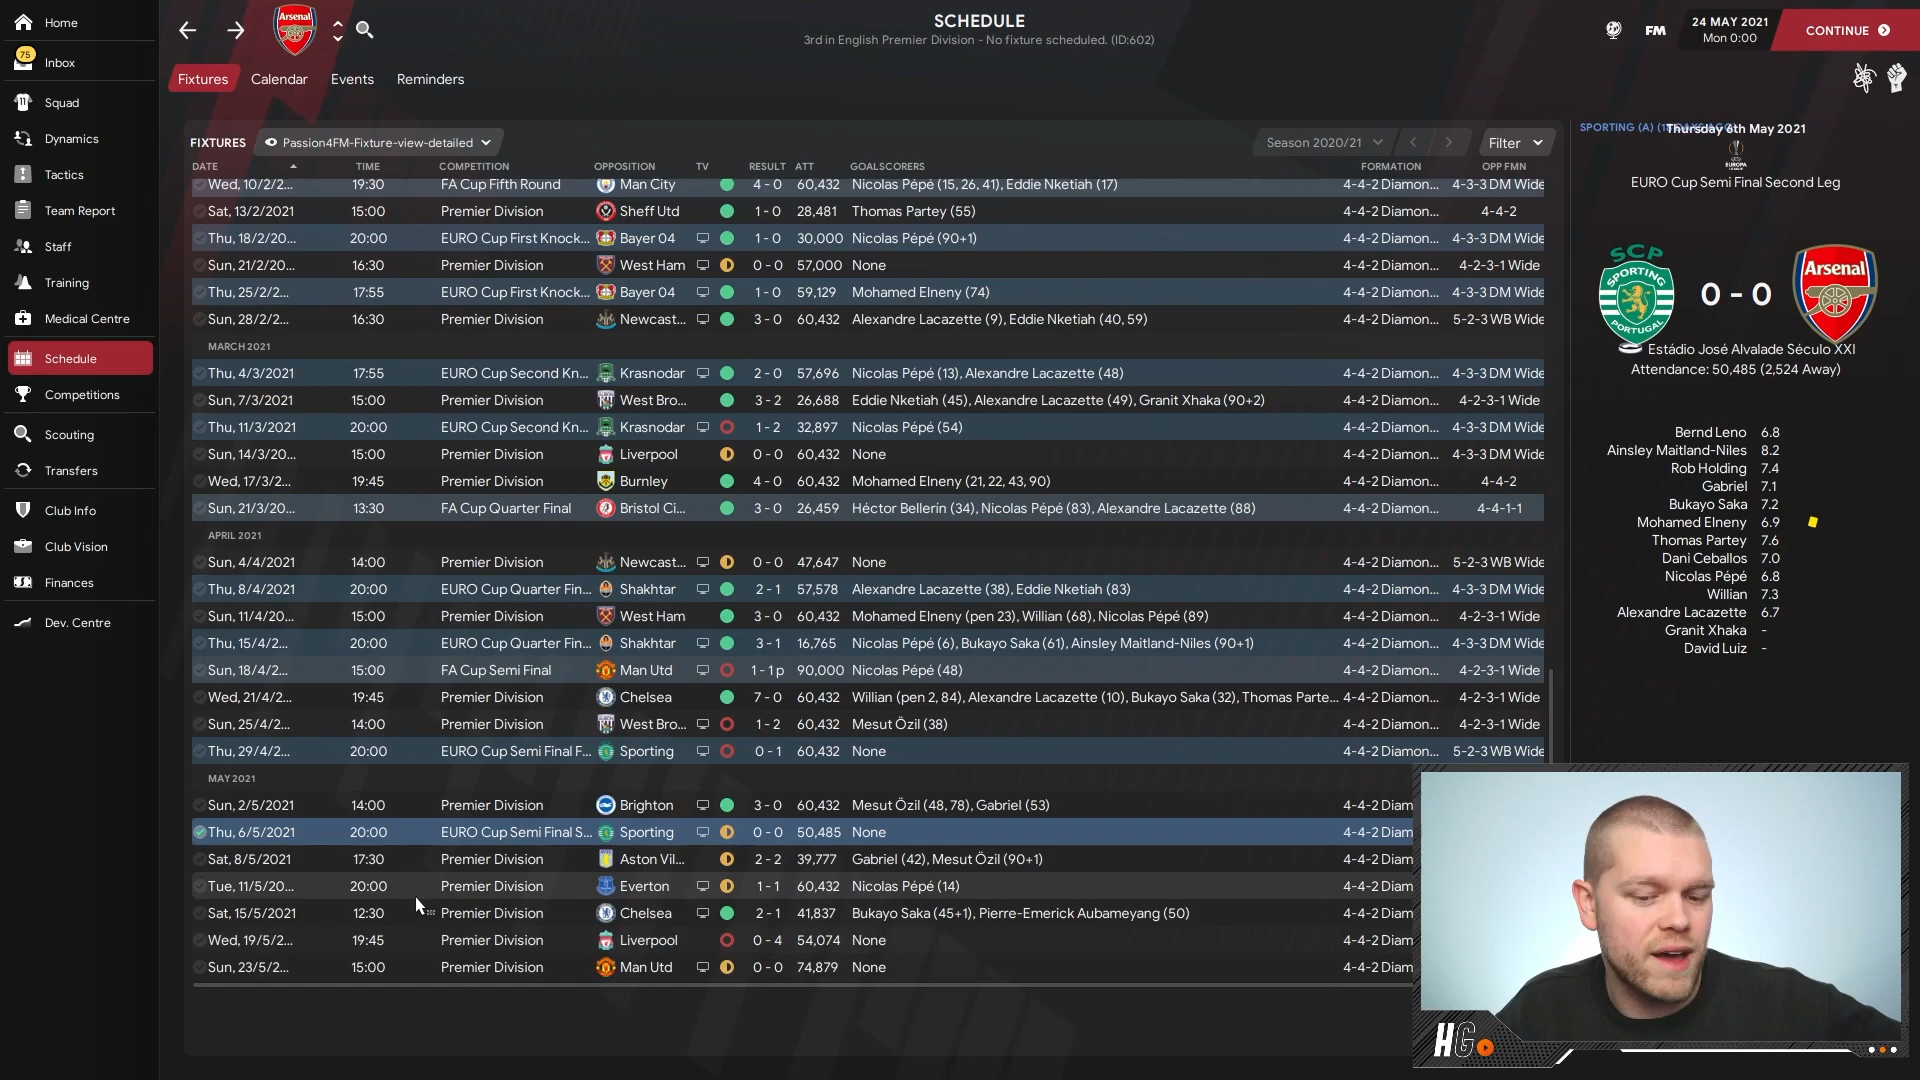 Home
75
Inbox
Squad
Dynamics
Tactics
Team Report
Staff
Training
Medical Centre
Schedule
Competitions
Scouting
Transfers
Club Info
Club Vision
Finances
Dev. Centre
Arsenal
SCHEDULE
3rd in English Premier Division - No fixture scheduled. (ID:602)
FM
24 MAY 2021
Mon 0:00
CONTINUE
Fixtures Calendar Events Reminders
FIXTURES Passion4FM-Fixture-view-detailed Season 2020/21 Filter
DATE TIME COMPETITION OPPOSITION TV RESULT ATT GOALSCORERS FORMATION OPP FMN
Wed, 10/2/2... 19:30 FA Cup Fifth Round Man City 4 - 0 60,432 Nicolas Pépé (15, 26, 41), Eddie Nketiah (17) 4-4-2 Diamon... 4-3-3 DM Wide
Sat, 13/2/2021 15:00 Premier Division Sheff Utd 1 - 0 28,481 Thomas Partey (55) 4-4-2 Diamon... 4-4-2
Thu, 18/2/20... 20:00 EURO Cup First Knock... Bayer 04 1 - 0 30,000 Nicolas Pépé (90+1) 4-4-2 Diamon... 4-3-3 DM Wide
Sun, 21/2/20... 16:30 Premier Division West Ham 0 - 0 57,000 None 4-4-2 Diamon... 4-2-3-1 Wide
Thu, 25/2/2... 17:55 EURO Cup First Knock... Bayer 04 1 - 0 59,129 Mohamed Elneny (74) 4-4-2 Diamon... 4-3-3 DM Wide
Sun, 28/2/2... 16:30 Premier Division Newcast... 3 - 0 60,432 Alexandre Lacazette (9), Eddie Nketiah (40, 59) 4-4-2 Diamon... 5-2-3 WB Wide
MARCH 2021
Thu, 4/3/2021 17:55 EURO Cup Second Kn... Krasnodar 2 - 0 57,696 Nicolas Pépé (13), Alexandre Lacazette (48) 4-4-2 Diamon... 4-3-3 DM Wide
Sun, 7/3/2021 15:00 Premier Division West Bro... 3 - 2 26,688 Eddie Nketiah (45), Alexandre Lacazette (49), Granit Xhaka (90+2) 4-4-2 Diamon... 4-2-3-1 Wide
Thu, 11/3/2021 20:00 EURO Cup Second Kn... Krasnodar 1 - 2 32,897 Nicolas Pépé (54) 4-4-2 Diamon... 4-3-3 DM Wide
Sun, 14/3/20... 15:00 Premier Division Liverpool 0 - 0 60,432 None 4-4-2 Diamon... 4-3-3 DM Wide
Wed, 17/3/2... 19:45 Premier Division Burnley 4 - 0 60,432 Mohamed Elneny (21, 22, 43, 90) 4-4-2 Diamon... 4-4-2
Sun, 21/3/20... 13:30 FA Cup Quarter Final Bristol Ci... 3 - 0 26,459 Héctor Bellerín (34), Nicolas Pépé (83), Alexandre Lacazette (88) 4-4-2 Diamon... 4-4-1-1
APRIL 2021
Sun, 4/4/2021 14:00 Premier Division Newcast... 0 - 0 47,647 None 4-4-2 Diamon... 5-2-3 WB Wide
Thu, 8/4/2021 20:00 EURO Cup Quarter Fin... Shakhtar 2 - 1 57,578 Alexandre Lacazette (38), Eddie Nketiah (83) 4-4-2 Diamon... 4-3-3 DM Wide
Sun, 11/4/20... 15:00 Premier Division West Ham 3 - 0 60,432 Mohamed Elneny (pen 23), Willian (68), Nicolas Pépé (89) 4-4-2 Diamon... 4-2-3-1 Wide
Thu, 15/4/2... 20:00 EURO Cup Quarter Fin... Shakhtar 3 - 1 16,765 Nicolas Pépé (6), Bukayo Saka (61), Ainsley Maitland-Niles (90+1) 4-4-2 Diamon... 4-3-3 DM Wide
Sun, 18/4/2... 15:00 FA Cup Semi Final Man Utd 1 - 1 p 90,000 Nicolas Pépé (48) 4-4-2 Diamon... 4-2-3-1 Wide
Wed, 21/4/2... 19:45 Premier Division Chelsea 7 - 0 60,432 Willian (pen 2, 84), Alexandre Lacazette (10), Bukayo Saka (32), Thomas Parte... 4-4-2 Diamon... 4-2-3-1 Wide
Sun, 25/4/2... 14:00 Premier Division West Bro... 1 - 2 60,432 Mesut Özil (38) 4-4-2 Diamon... 4-2-3-1 Wide
Thu, 29/4/2... 20:00 EURO Cup Semi Final F... Sporting 0 - 1 60,432 None 4-4-2 Diamon... 5-2-3 WB Wide
MAY 2021
Sun, 2/5/2021 14:00 Premier Division Brighton 3 - 0 60,432 Mesut Özil (48, 78), Gabriel (53) 4-4-2 Diam
Thu, 6/5/2021 20:00 EURO Cup Semi Final S... Sporting 0 - 0 50,485 None 4-4-2 Diam
Sat, 8/5/2021 17:30 Premier Division Aston Vil... 2 - 2 39,777 Gabriel (42), Mesut Özil (90+1) 4-4-2 Diam
Tue, 11/5/20... 20:00 Premier Division Everton 1 - 1 60,432 Nicolas Pépé (14) 4-4-2 Diam
Sat, 15/5/2021 12:30 Premier Division Chelsea 2 - 1 41,837 Bukayo Saka (45+1), Pierre-Emerick Aubameyang (50) 4-4-2 Diam
Wed, 19/5/2... 19:45 Premier Division Liverpool 0 - 4 54,074 None 4-4-2 Diam
Sun, 23/5/2... 15:00 Premier Division Man Utd 0 - 0 74,879 None 4-4-2 Diam
SPORTING (A)
Thursday 6th May 2021
EUROPA
EURO Cup Semi Final Second Leg
SCP
SPORTING
PORTUGAL
0 - 0
Arsenal
Estádio José Alvalade Século XXI
Attendance: 50,485 (2,524 Away)
Bernd Leno 6.8
Ainsley Maitland-Niles 8.2
Rob Holding 7.4
Gabriel 7.1
Bukayo Saka 7.2
Mohamed Elneny 6.9
Thomas Partey 7.6
Dani Ceballos 7.0
Nicolas Pépé 6.8
Willian 7.3
Alexandre Lacazette 6.7
Granit Xhaka -
David Luiz -
HG